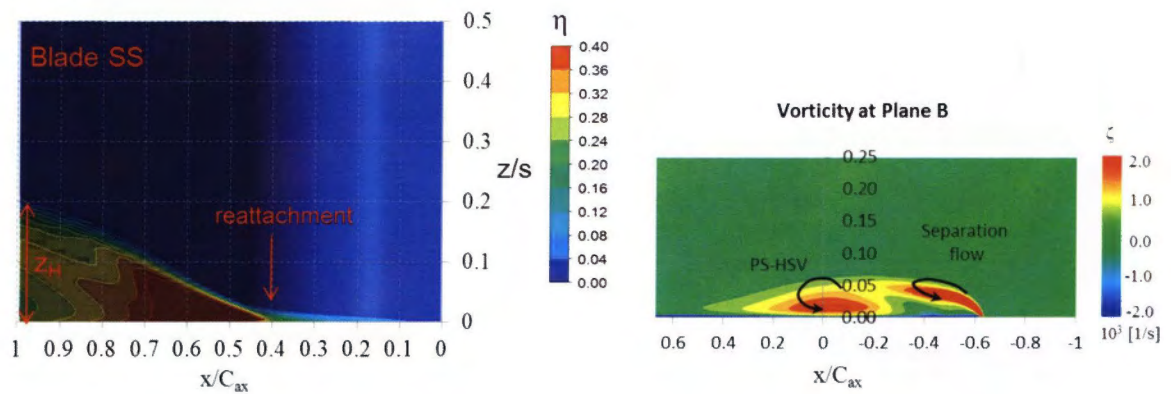 Blade SS
reattachment
z_H
0.5
0.4
0.3
0.2
0.1
0
z/s
1 0.9 0.8 0.7 0.6 0.5 0.4 0.3 0.2 0.1 0
x/C_ax
η
0.40
0.36
0.32
0.28
0.24
0.20
0.16
0.12
0.08
0.04
0.00
Vorticity at Plane B
0.25
0.20
0.15
0.10
0.05
0.00
PS-HSV
Separation
flow
0.6 0.4 0.2 0 -0.2 -0.4 -0.6 -0.8 -1
x/C_ax
ζ
2.0
1.0
0.0
-1.0
-2.0
10³ [1/s]